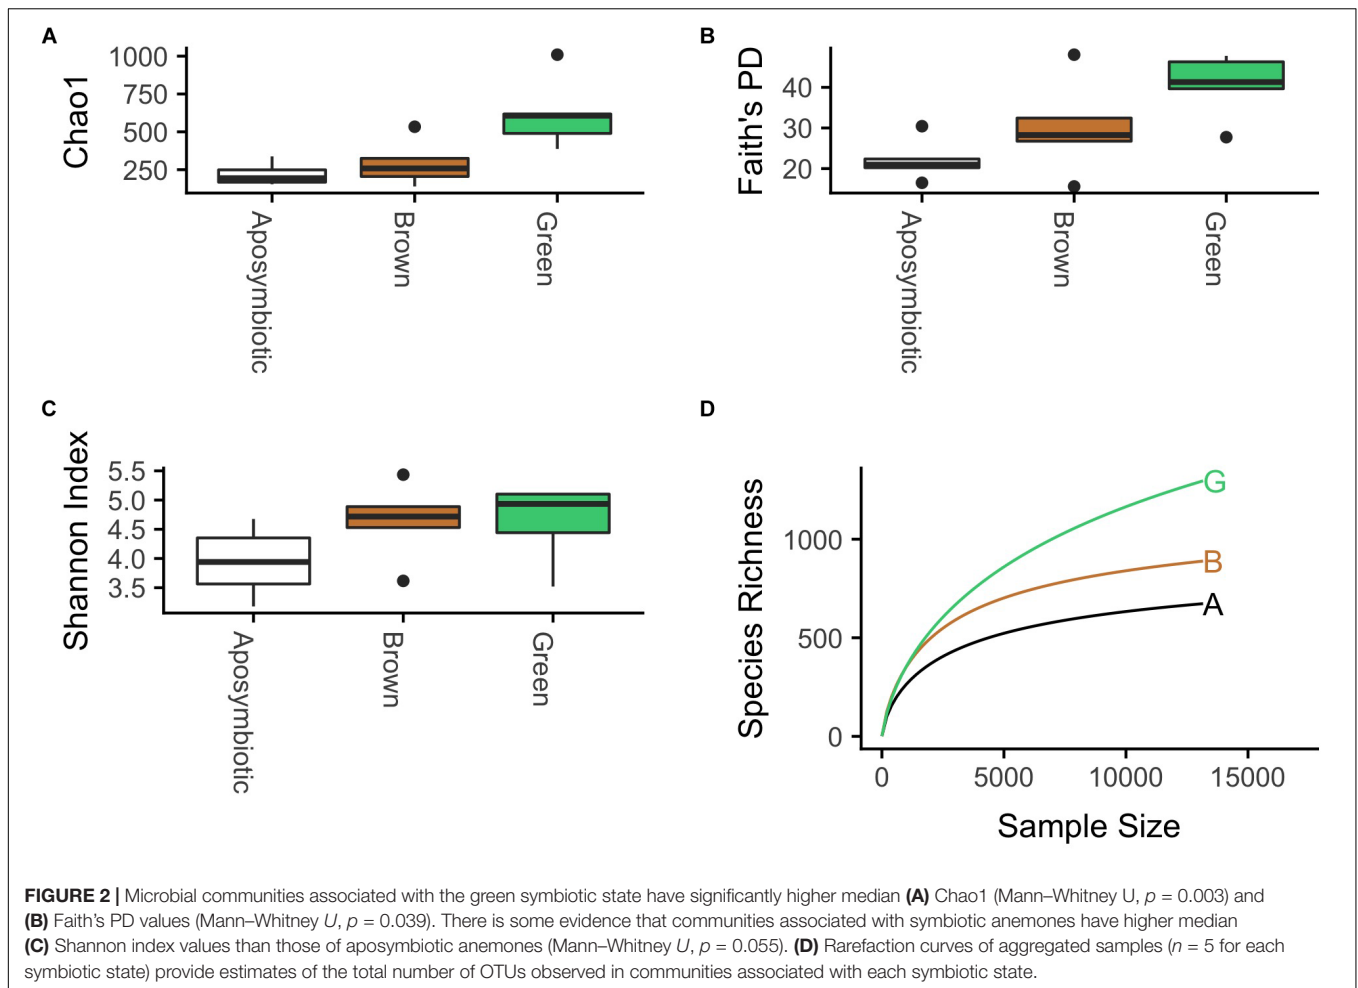 A
Chao1
1000
750
500
250
Aposymbiotic
Brown
Green
B
Faith's PD
40
30
20
Aposymbiotic
Brown
Green
C
Shannon Index
5.5
5.0
4.5
4.0
3.5
Aposymbiotic
Brown
Green
D
Species Richness
1000
500
0
G
B
A
0 5000 10000 15000
Sample Size
FIGURE 2 | Microbial communities associated with the green symbiotic state have significantly higher median (A) Chao1 (Mann–Whitney U, p = 0.003) and
(B) Faith's PD values (Mann–Whitney U, p = 0.039). There is some evidence that communities associated with symbiotic anemones have higher median
(C) Shannon index values than those of aposymbiotic anemones (Mann–Whitney U, p = 0.055). (D) Rarefaction curves of aggregated samples (n = 5 for each
symbiotic state) provide estimates of the total number of OTUs observed in communities associated with each symbiotic state.